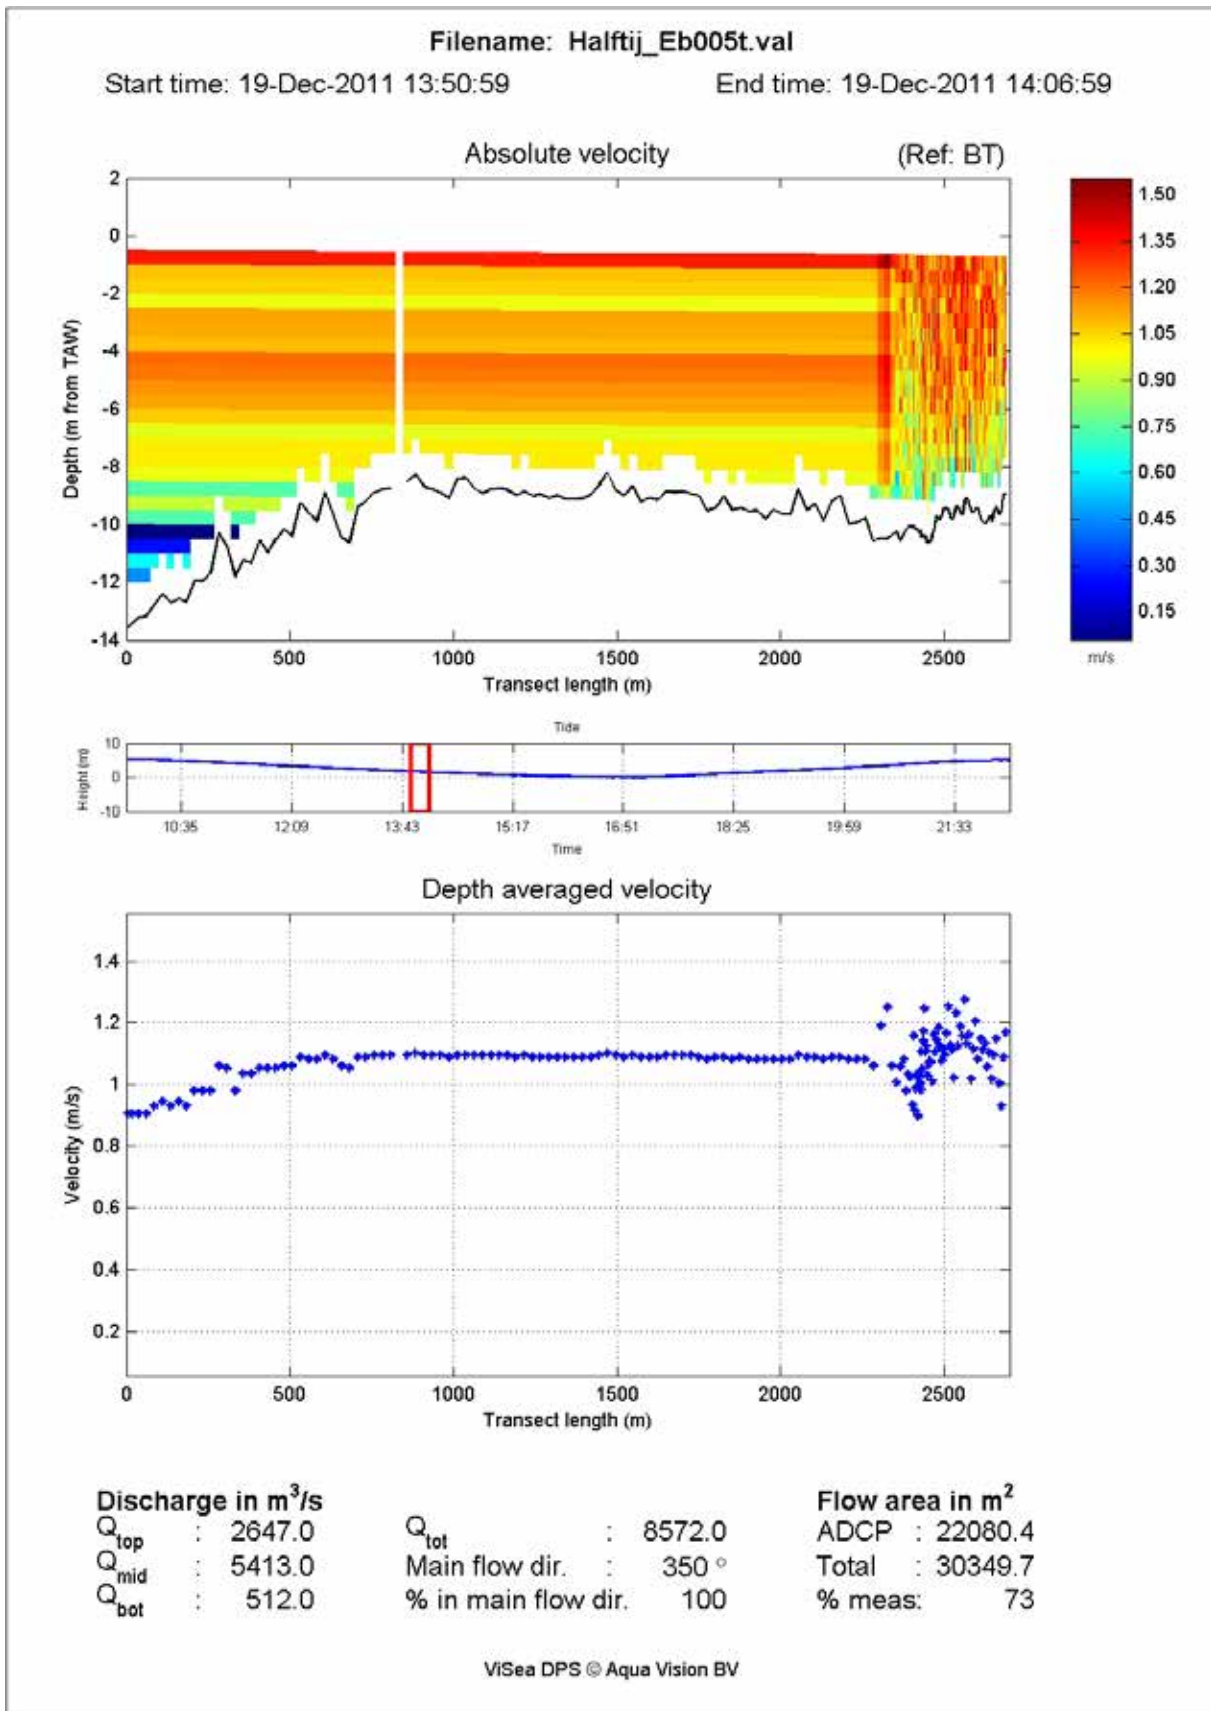 Filename: Halftij_Eb005t.val
Start time: 19-Dec-2011 13:50:59 End time: 19-Dec-2011 14:06:59
Absolute velocity (Ref: BT)
2
0
-2
-4
-6
-8
-10
-12
-14
Depth (m from TAW)
0 500 1000 1500 2000 2500
Transect length (m)
1.50
1.35
1.20
1.05
0.90
0.75
0.60
0.45
0.30
0.15
m/s
Tide
10
0
-10
Height(m)
10:35 12:09 13:43 15:17 16:51 18:25 19:59 21:33
Time
Depth averaged velocity
1.4
1.2
1
0.8
0.6
0.4
0.2
Velocity (m/s)
0 500 1000 1500 2000 2500
Transect length (m)
Discharge in m³/s Flow area in m²
Q_top : 2647.0 Q_tot : 8572.0 ADCP : 22080.4
Q_mid : 5413.0 Main flow dir. : 350 ° Total : 30349.7
Q_bot : 512.0 % in main flow dir. 100 % meas: 73
ViSea DPS © Aqua Vision BV